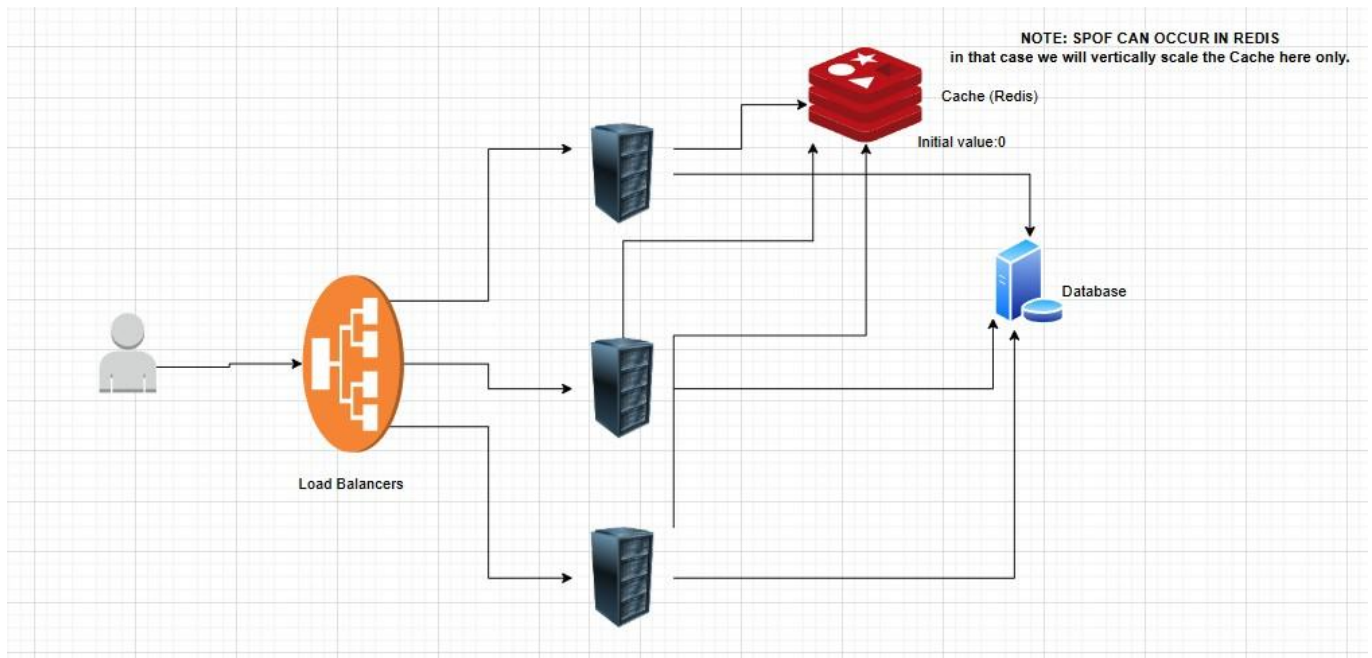 NOTE: SPOF CAN OCCUR IN REDIS
in that case we will vertically scale the Cache here only.
Cache (Redis)
Initial value:0
Database
Load Balancers